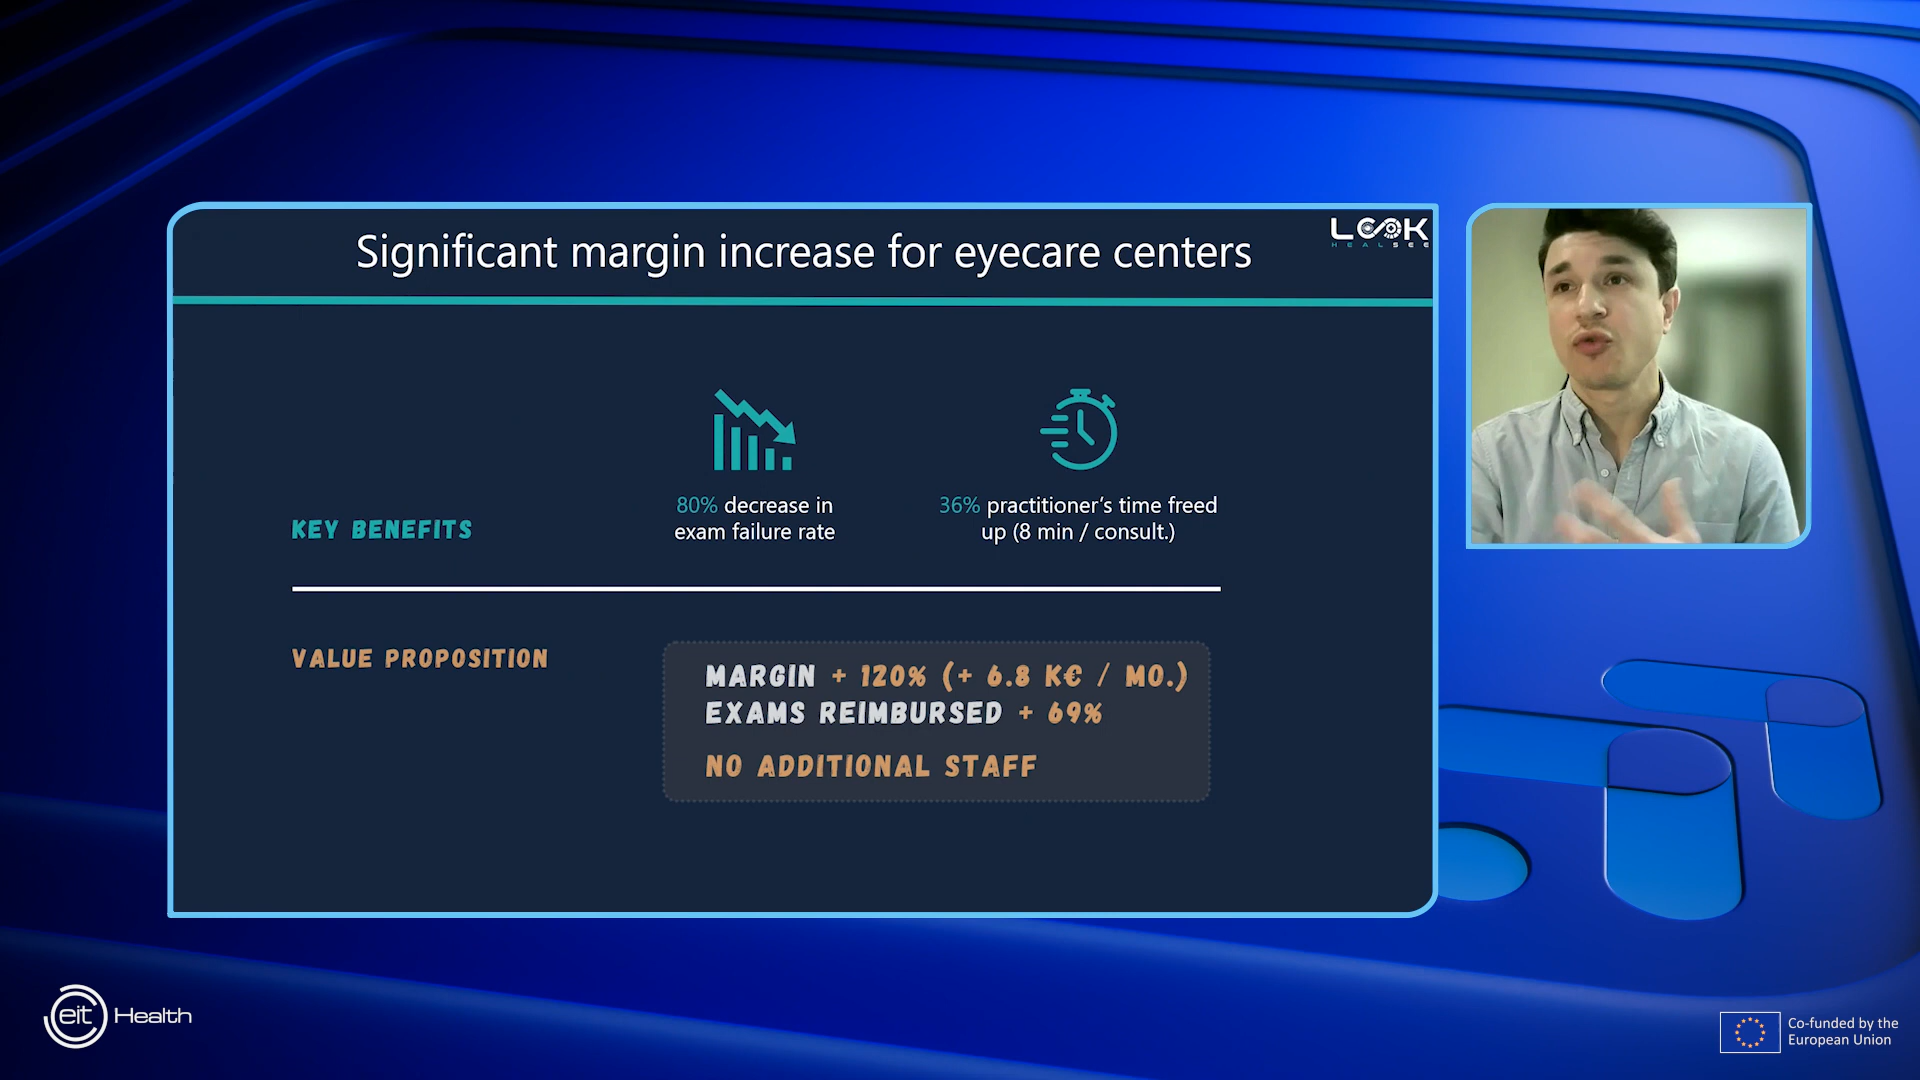 Significant margin increase for eyecare centers
LOOK
HEALSEE
80% decrease in
exam failure rate
36% practitioner's time freed
up (8 min / consult.)
KEY BENEFITS
VALUE PROPOSITION
MARGIN + 120% (+ 6.8 K€ / MO.)
EXAMS REIMBURSED + 69%
NO ADDITIONAL STAFF
eit Health
Co-funded by the
European Union